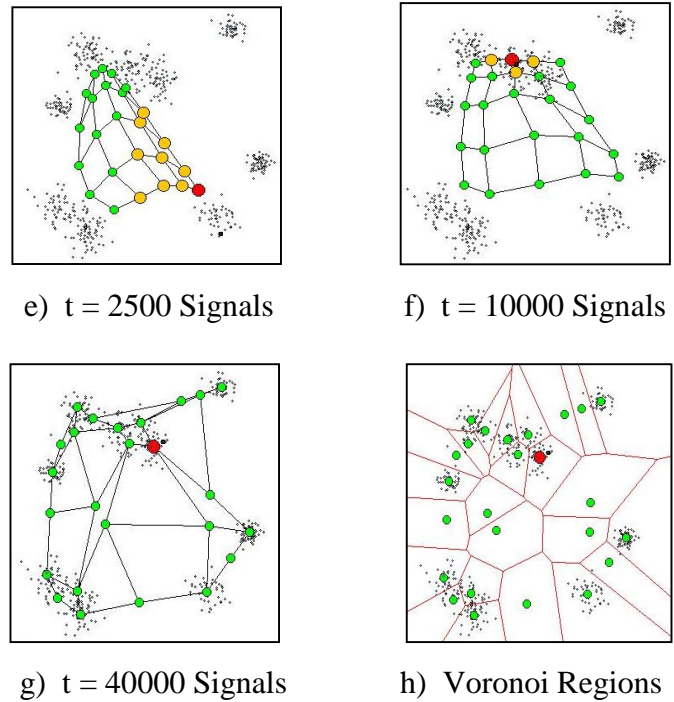 e) t = 2500 Signals
f) t = 10000 Signals
g) t = 40000 Signals
h) Voronoi Regions